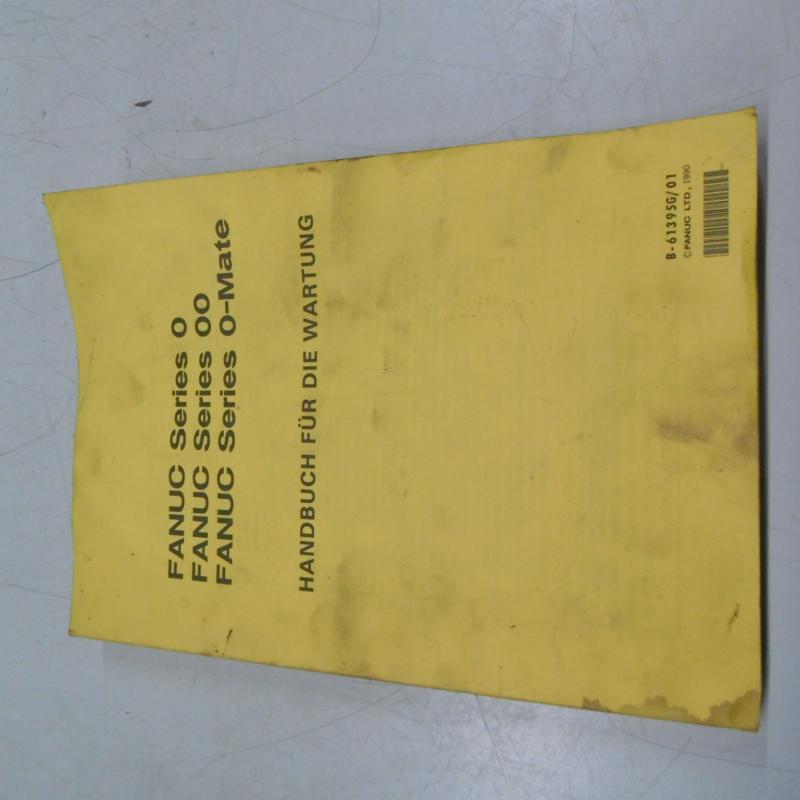 FANUC Series 0
FANUC Series 00
FANUC Series 0-Mate
HANDBUCH FÜR DIE WARTUNG
B-61395G/01
©FANUC LTD, 1990